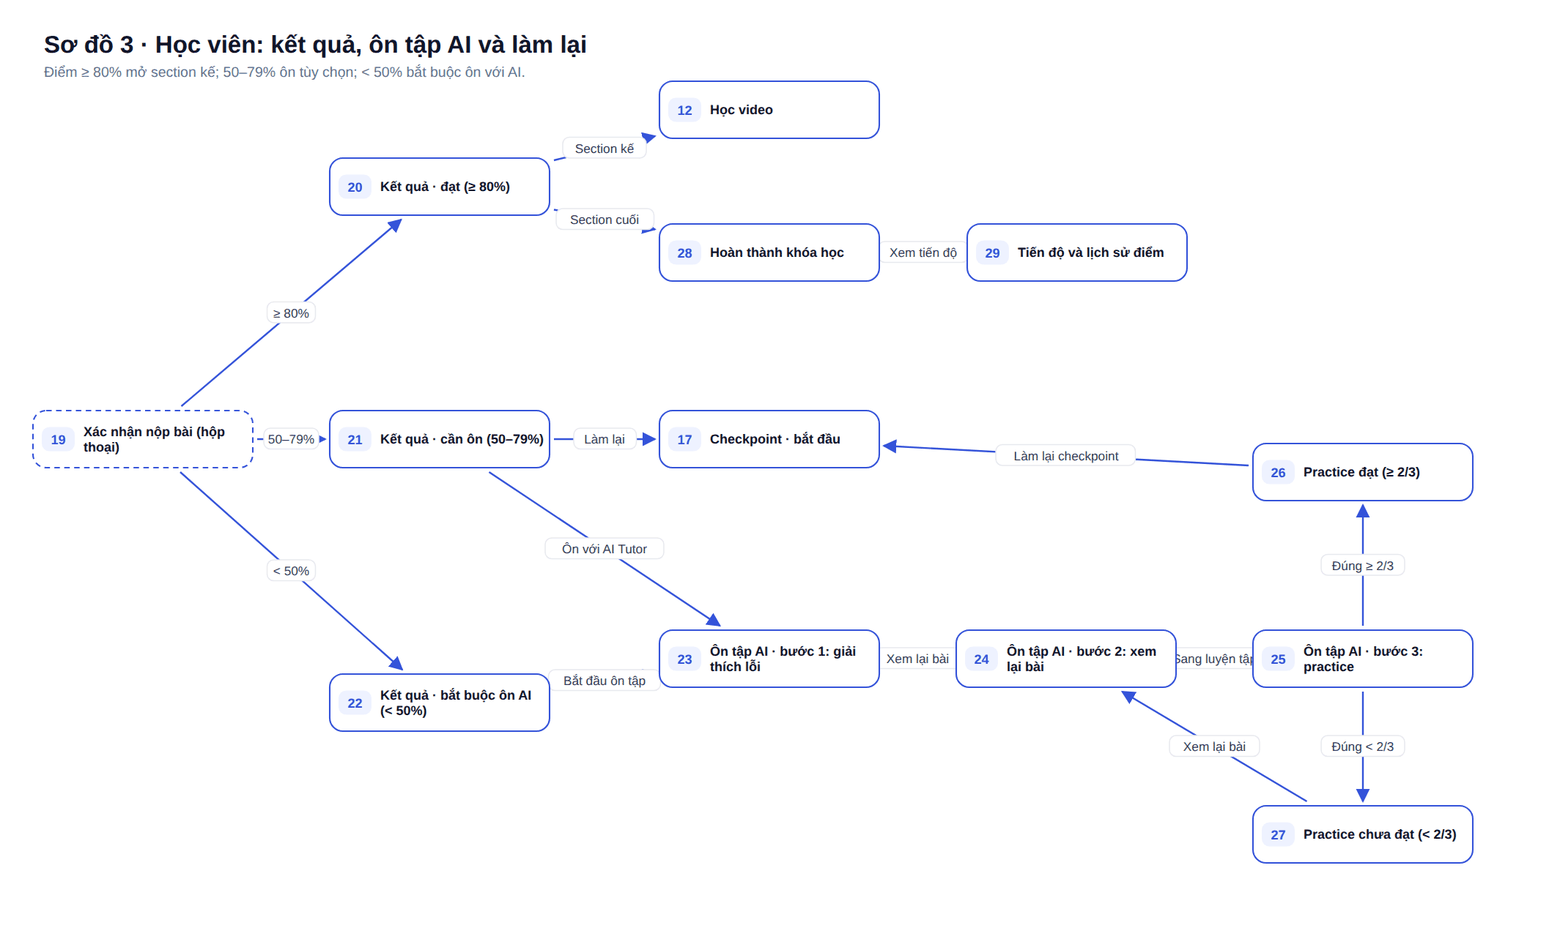 Sơ đồ 3 · Học viên: kết quả, ôn tập AI và làm lại
Điểm ≥ 80% mở section kế; 50–79% ôn tùy chọn; < 50% bắt buộc ôn với AI.
12 Học video
Section kế
20 Kết quả · đạt (≥ 80%)
Section cuối
28 Hoàn thành khóa học
Xem tiến độ
29 Tiến độ và lịch sử điểm
≥ 80%
19 Xác nhận nộp bài (hộp
thoại)
50–79%
21 Kết quả · cần ôn (50–79%)
Làm lại
17 Checkpoint · bắt đầu
Làm lại checkpoint
26 Practice đạt (≥ 2/3)
Ôn với AI Tutor
< 50%
Đúng ≥ 2/3
23 Ôn tập AI · bước 1: giải
thích lỗi
Xem lại bài
24 Ôn tập AI · bước 2: xem
lại bài
Sang luyện tập
25 Ôn tập AI · bước 3:
practice
Bắt đầu ôn tập
22 Kết quả · bắt buộc ôn AI
(< 50%)
Xem lại bài
Đúng < 2/3
27 Practice chưa đạt (< 2/3)